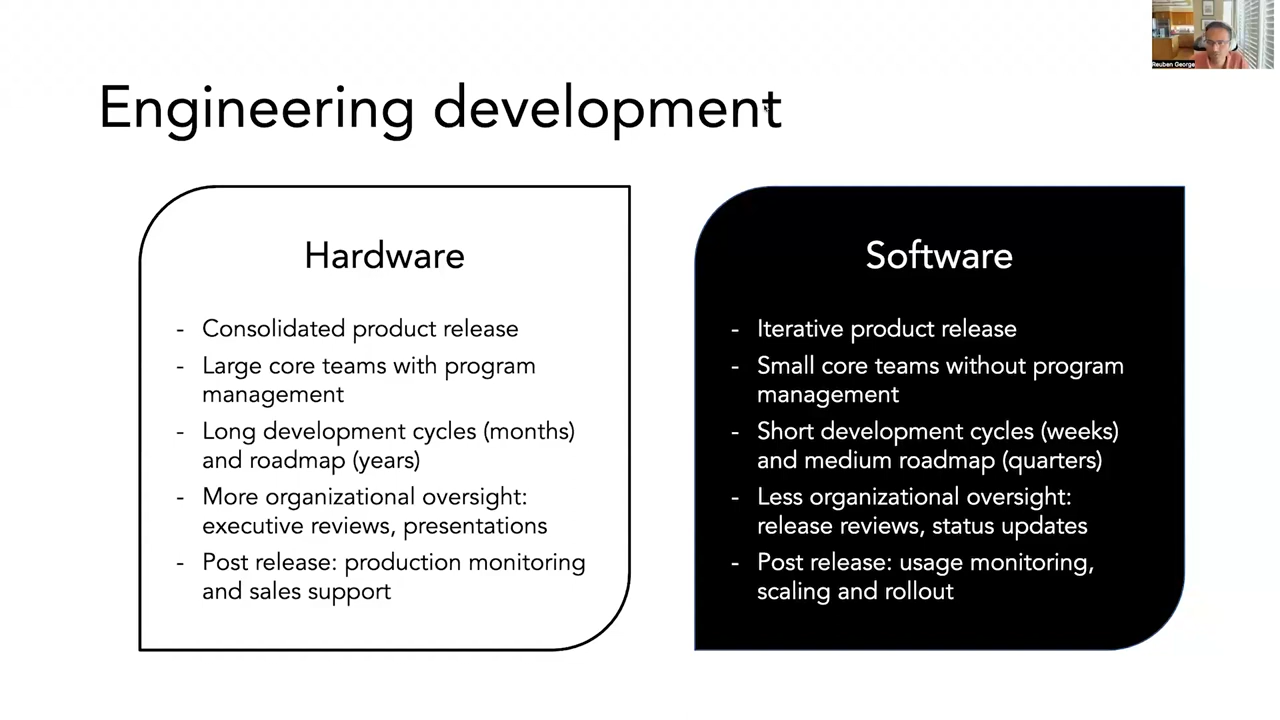 Reuben George
Engineering development
Hardware
- Consolidated product release
- Large core teams with program
management
- Long development cycles (months)
and roadmap (years)
- More organizational oversight:
executive reviews, presentations
- Post release: production monitoring
and sales support
Software
- Iterative product release
- Small core teams without program
management
- Short development cycles (weeks)
and medium roadmap (quarters)
- Less organizational oversight:
release reviews, status updates
- Post release: usage monitoring,
scaling and rollout